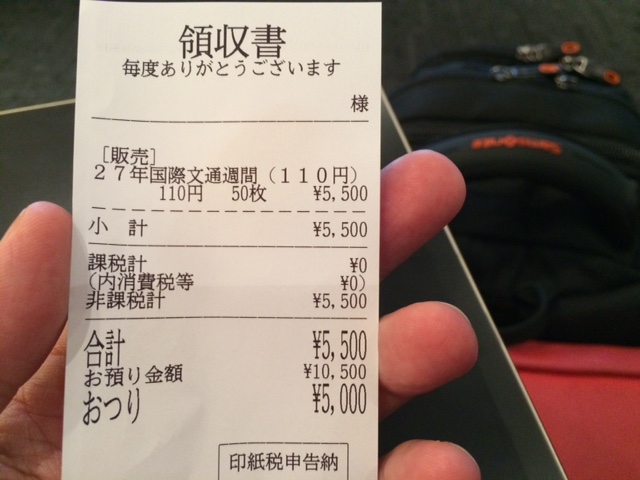 領収書
毎度ありがとうございます
様
［販売］
２７年国際文通週間（１１０円）
110円 50枚 ¥5,500
小 計 ¥5,500
課税計 ¥0
（内消費税等 ¥0）
非課税計 ¥5,500
合計 ¥5,500
お預り金額 ¥10,500
おつり ¥5,000
印紙税申告納
Samsonite